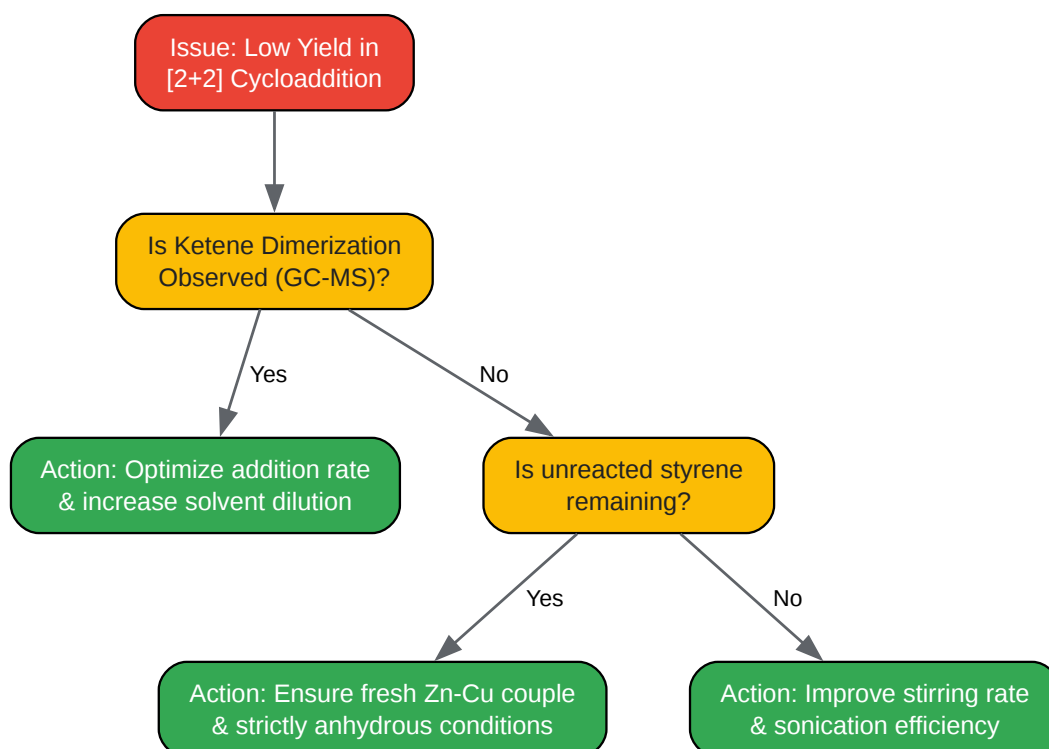 Issue: Low Yield in
[2+2] Cycloaddition
Is Ketene Dimerization
Observed (GC-MS)?
Yes
No
Action: Optimize addition rate
& increase solvent dilution
Is unreacted styrene
remaining?
Yes
No
Action: Ensure fresh Zn-Cu couple
& strictly anhydrous conditions
Action: Improve stirring rate
& sonication efficiency